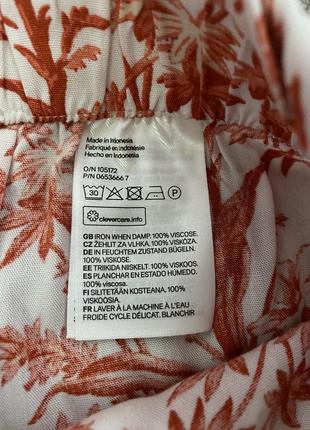 Made in Indonesia
Fabriqué en Indonésie
Hecho en Indonesia
O/N 105172
P/N 0653666 7
30
P
clevercare.info
GB IRON WHEN DAMP. 100% VISCOSE.
CZ ŽEHLIT ZA VLHKA. 100% VISKÓZA.
DE IN FEUCHTEM ZUSTAND BÜGELN.
100% VISKOSE.
EE TRIIKIDA NIISKELT. 100% VISKOOS.
ES PLANCHAR EN ESTADO HÚMEDO.
100% viscosa.
FI SILITETÄÄN KOSTEANA. 100%
VISKOOSIA.
FR LAVER À LA MACHINE À L'EAU
FROIDE CYCLE DÉLICAT. BLANCHIR